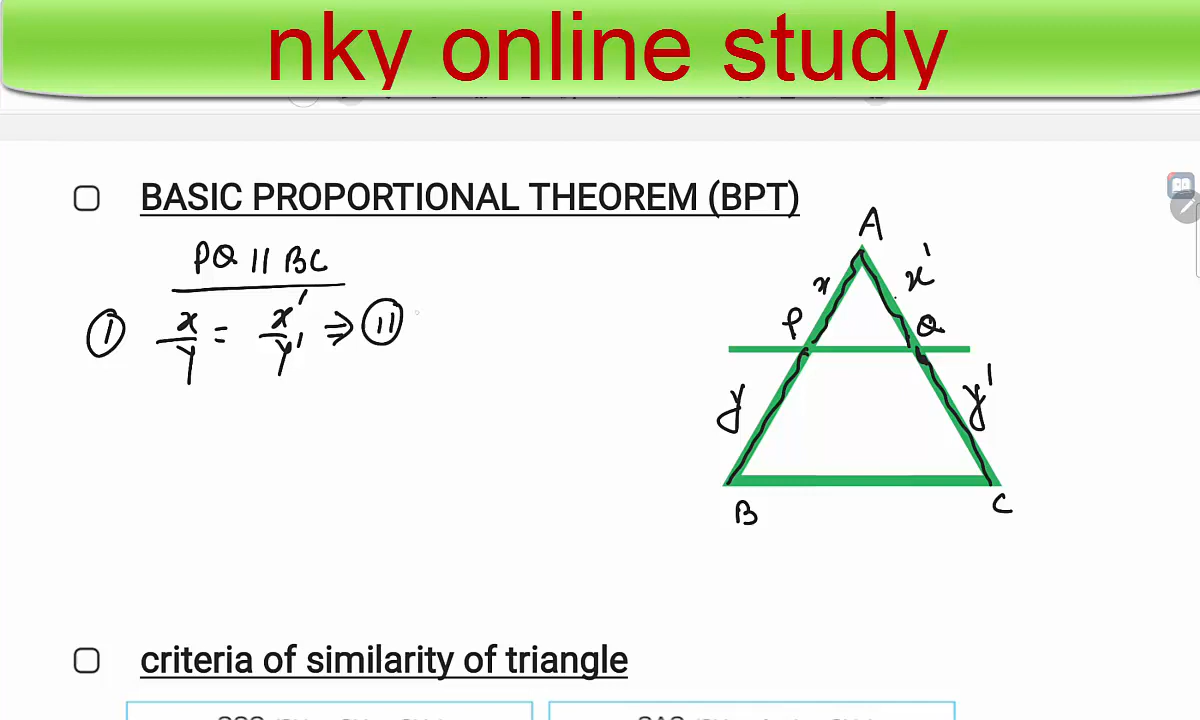 nky online study
BASIC PROPORTIONAL THEOREM (BPT)
PQ || BC
① x/y = x'/y' ⇒ ⑪
A
x x'
P Q
y y'
B C
criteria of similarity of triangle